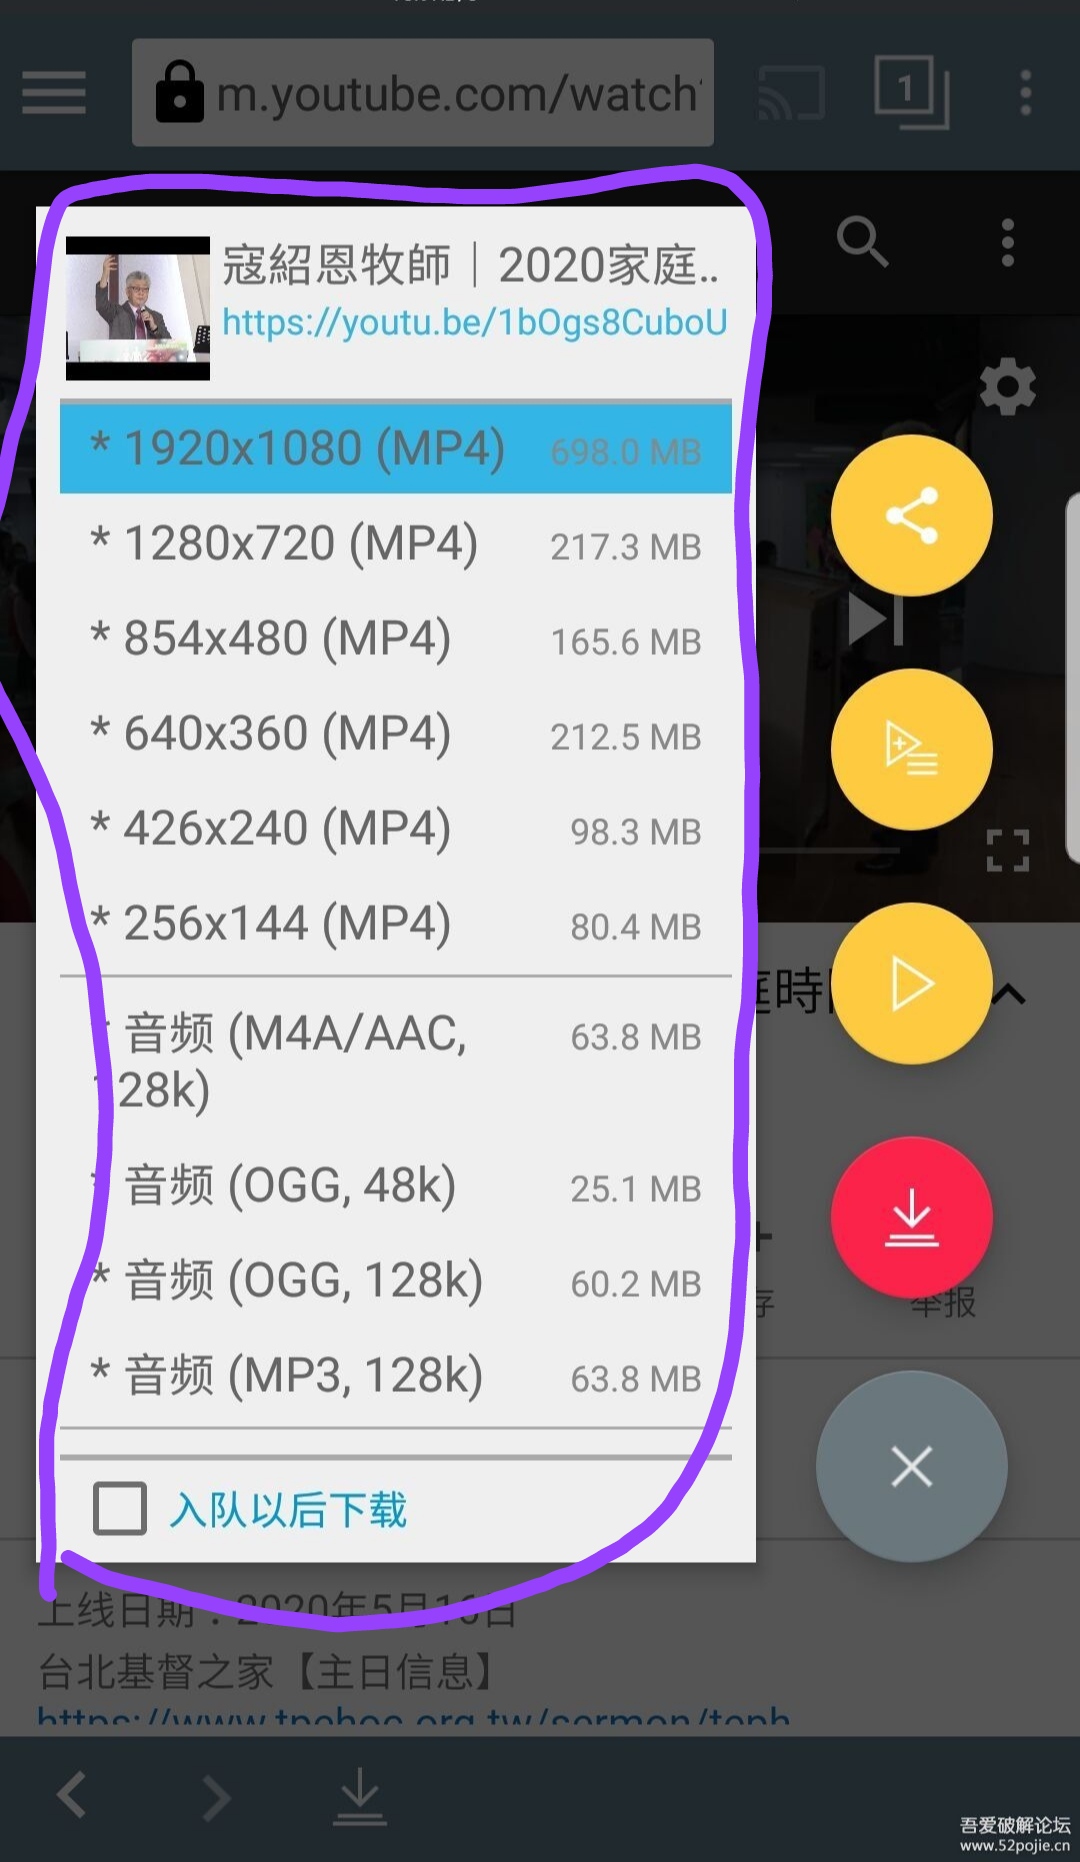 m.youtube.com/watch
1
寇紹恩牧師｜2020家庭..
https://youtu.be/1bOgs8CuboU
* 1920x1080 (MP4) 698.0 MB
* 1280x720 (MP4) 217.3 MB
* 854x480 (MP4) 165.6 MB
* 640x360 (MP4) 212.5 MB
* 426x240 (MP4) 98.3 MB
* 256x144 (MP4) 80.4 MB
庭時
* 音频 (M4A/AAC, 63.8 MB
128k)
* 音频 (OGG, 48k) 25.1 MB
* 音频 (OGG, 128k) 60.2 MB
存 举报
* 音频 (MP3, 128k) 63.8 MB
入队以后下载
上线日期：2020年5月16日
台北基督之家【主日信息】
https://www.tpehoc.org.tw/sermon/teph
吾爱破解论坛
www.52pojie.cn